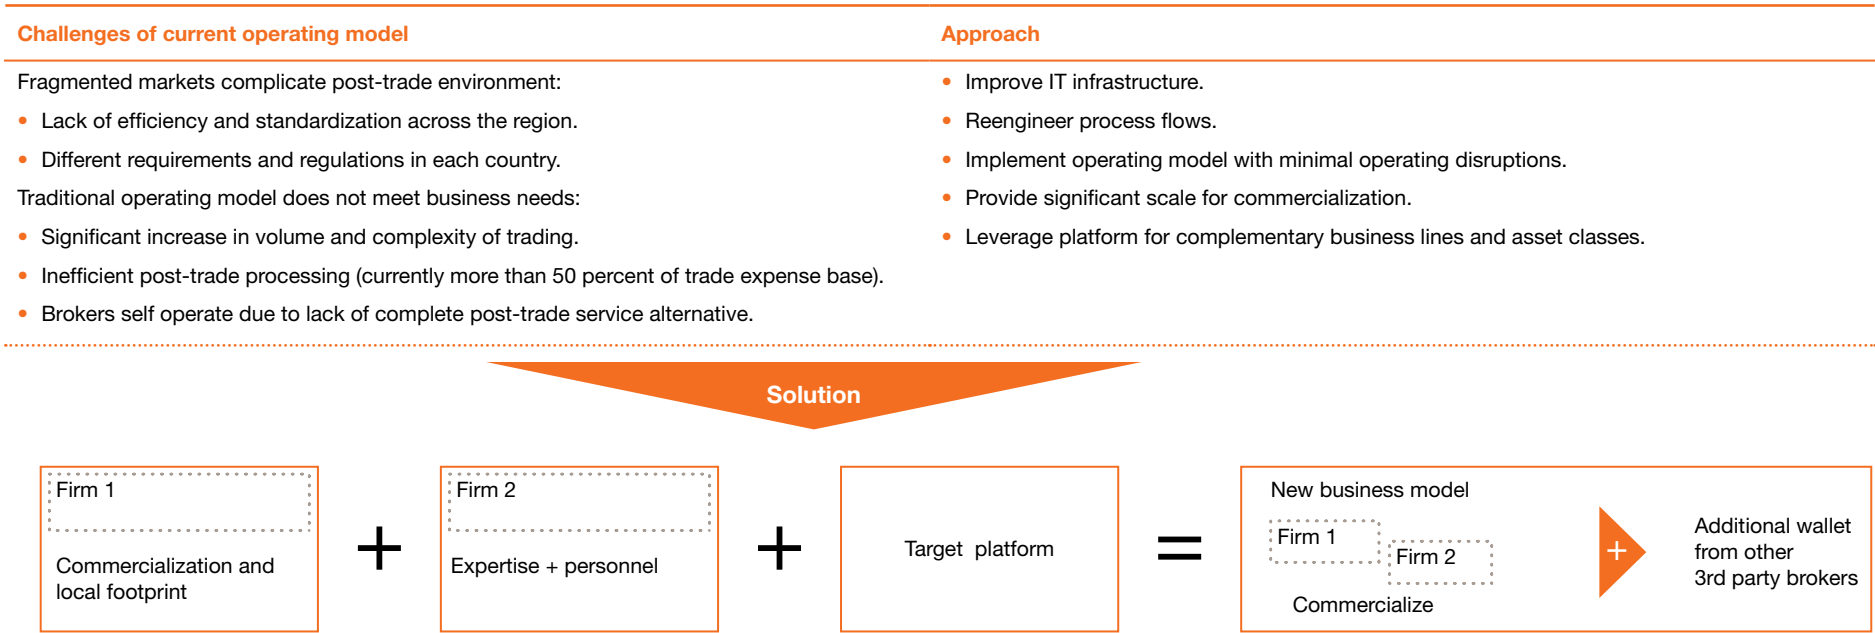 Challenges of current operating model
Fragmented markets complicate post-trade environment:
• Lack of efficiency and standardization across the region.
• Different requirements and regulations in each country.
Traditional operating model does not meet business needs:
• Significant increase in volume and complexity of trading.
• Inefficient post-trade processing (currently more than 50 percent of trade expense base).
• Brokers self operate due to lack of complete post-trade service alternative.
Approach
• Improve IT infrastructure.
• Reengineer process flows.
• Implement operating model with minimal operating disruptions.
• Provide significant scale for commercialization.
• Leverage platform for complementary business lines and asset classes.
Solution
Firm 1
Commercialization and
local footprint
+
Firm 2
Expertise + personnel
+
Target platform
=
New business model
Firm 1
Firm 2
Commercialize
+
Additional wallet
from other
3rd party brokers